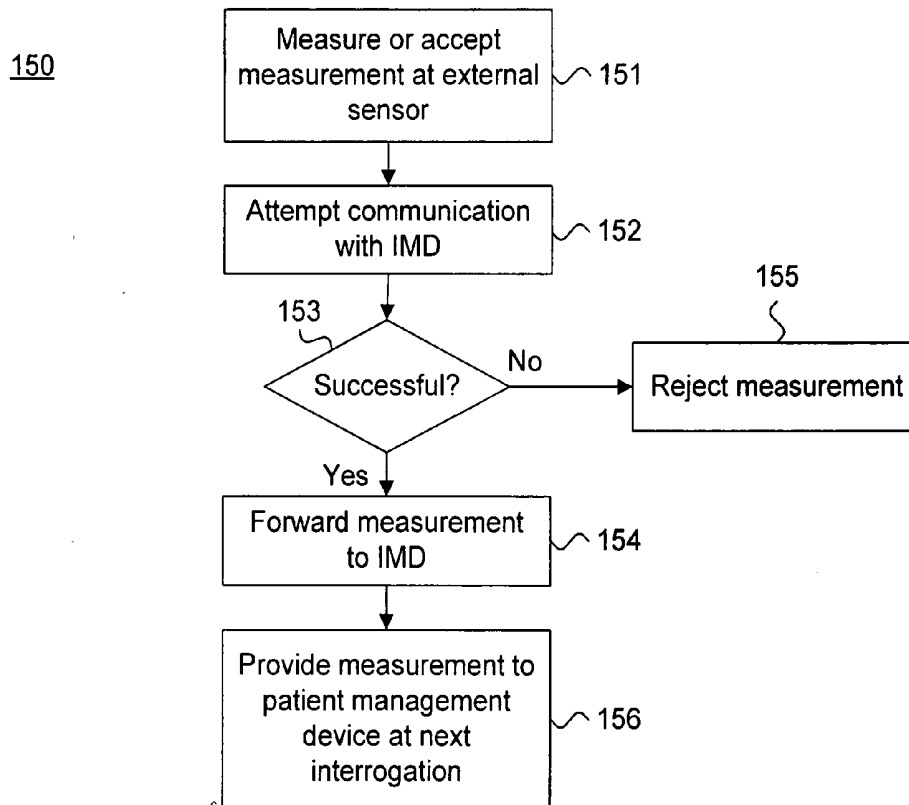 150
Measure or accept
measurement at external
sensor
151
Attempt communication
with IMD
152
153
Successful?
No
155
Reject measurement
Yes
Forward measurement
to IMD
154
Provide measurement to
patient management
device at next
interrogation
156